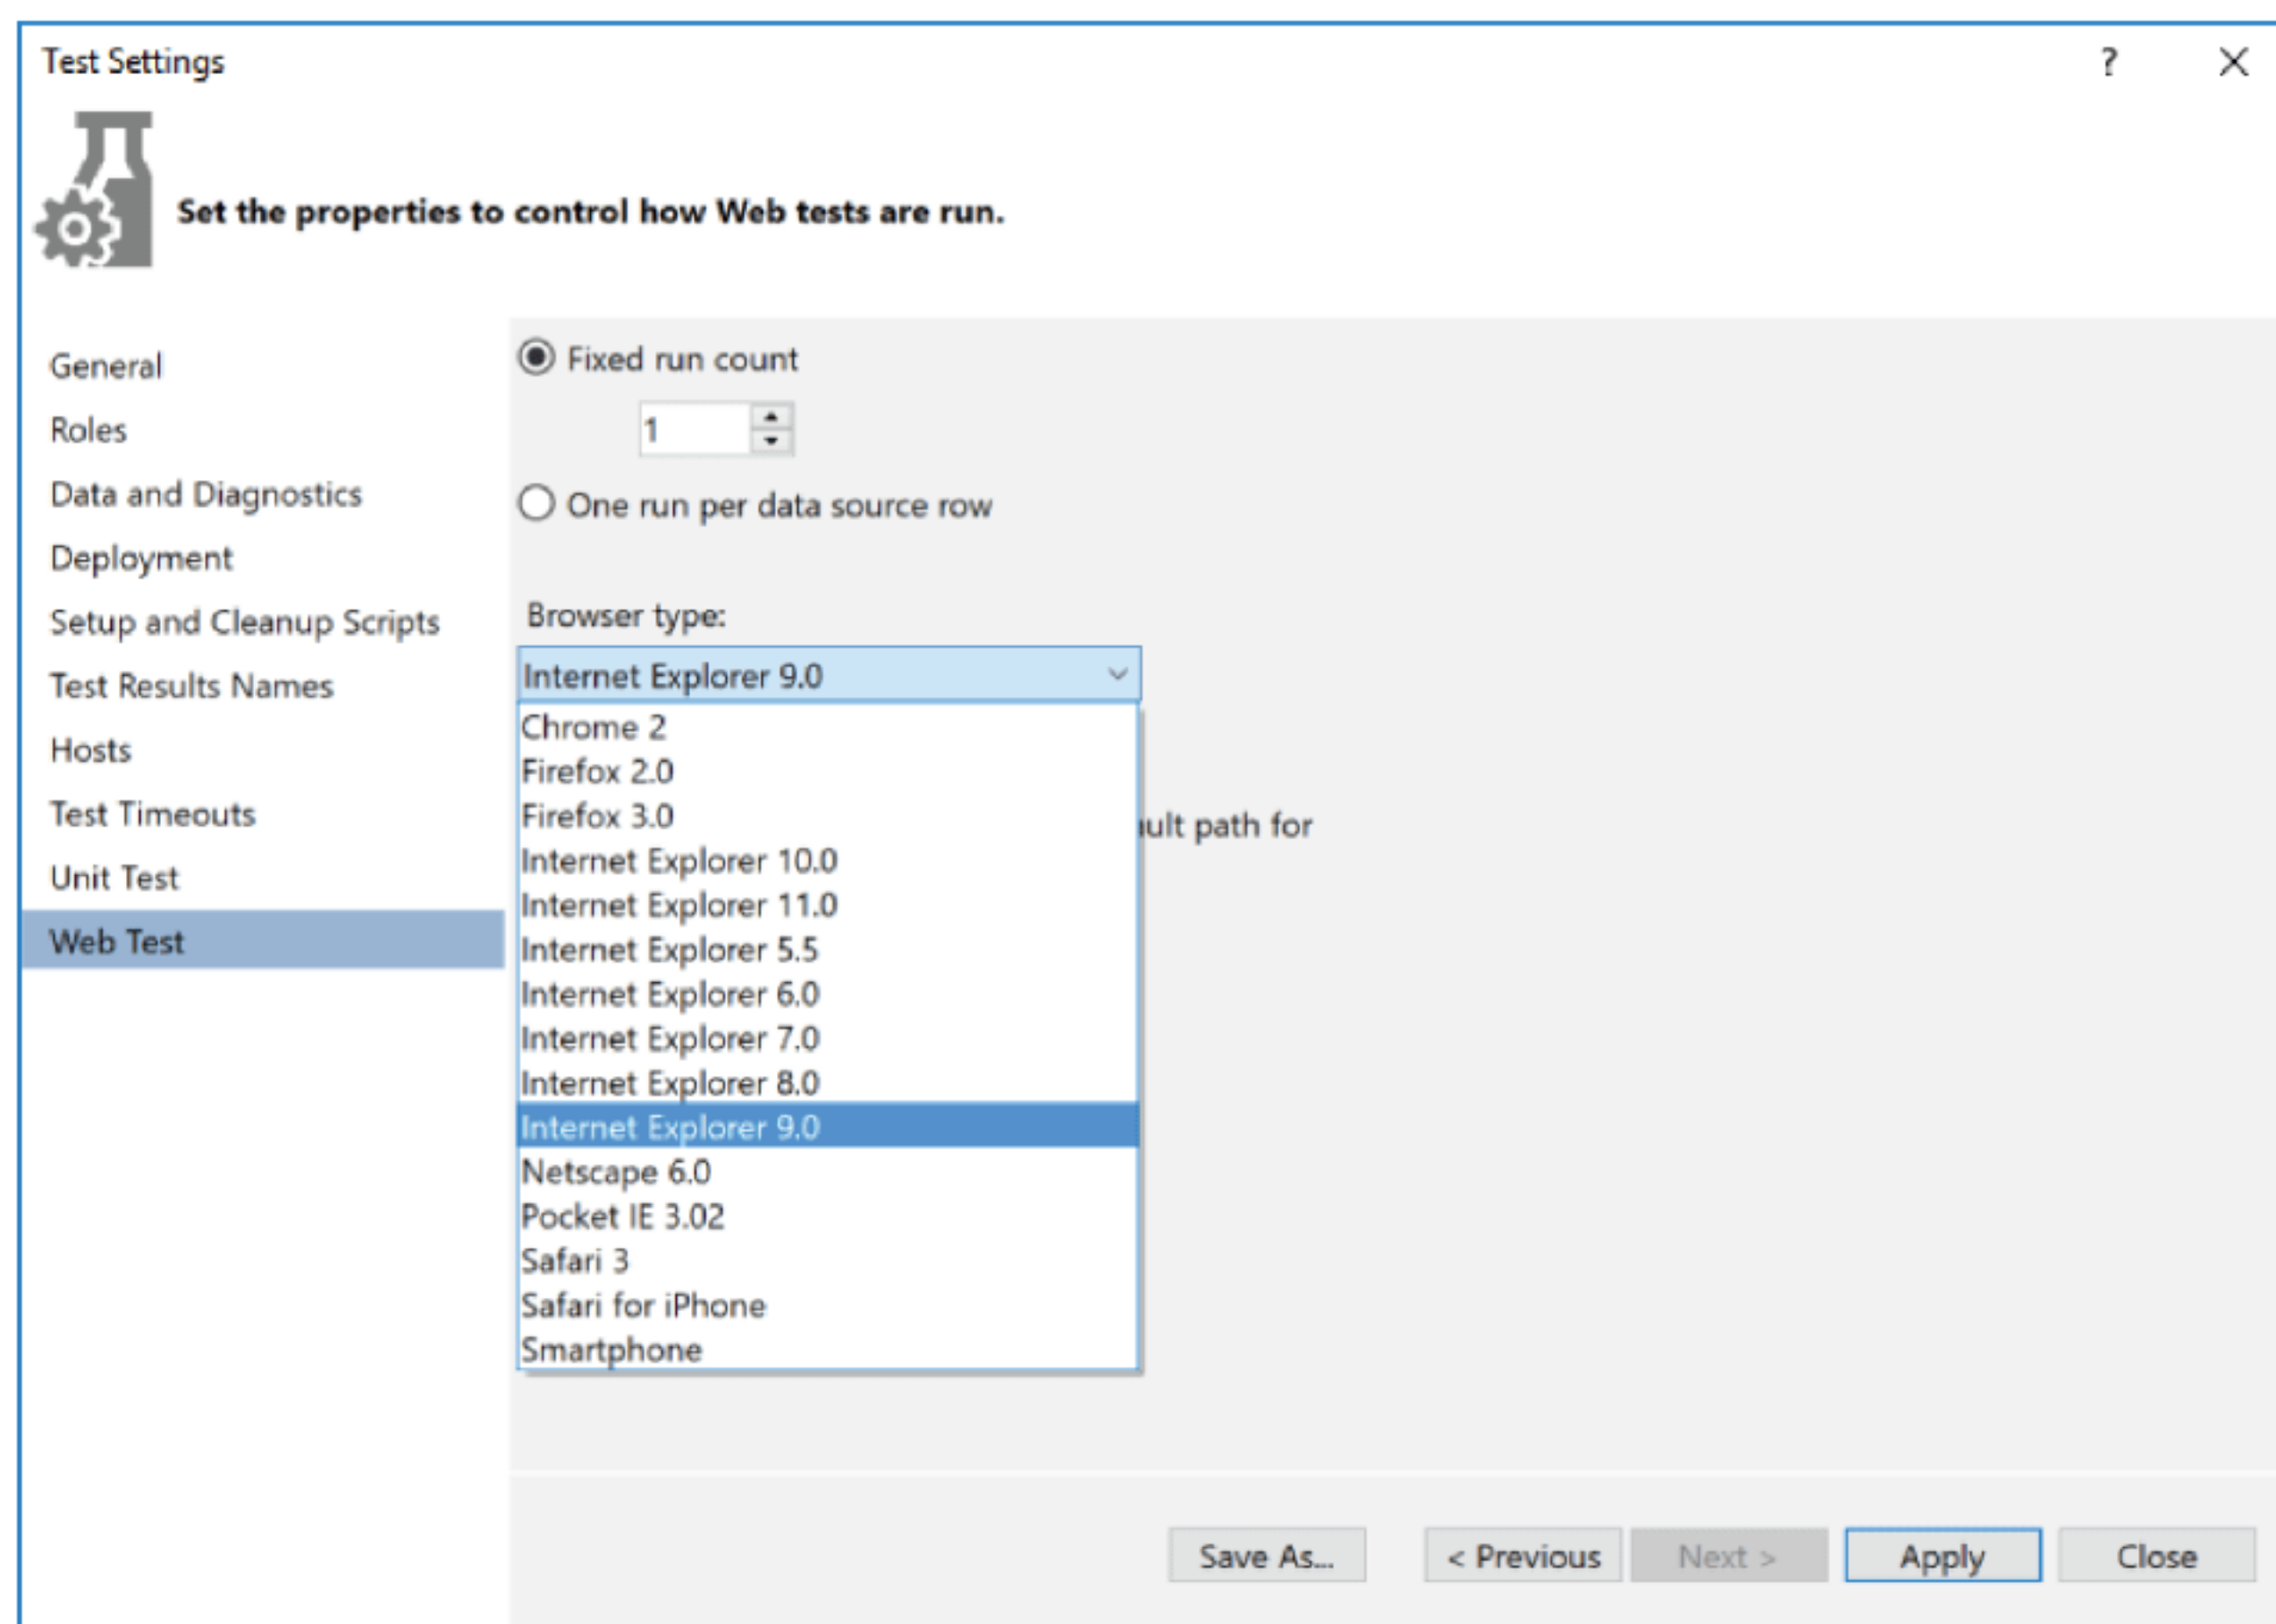 Test Settings
?
Set the properties to control how Web tests are run.
General
Roles
Data and Diagnostics
Deployment
Setup and Cleanup Scripts
Test Results Names
Hosts
Test Timeouts
Unit Test
Web Test
Fixed run count
1
One run per data source row
Browser type:
Internet Explorer 9.0
Chrome 2
Firefox 2.0
Firefox 3.0
Internet Explorer 10.0
Internet Explorer 11.0
Internet Explorer 5.5
Internet Explorer 6.0
Internet Explorer 7.0
Internet Explorer 8.0
Internet Explorer 9.0
Netscape 6.0
Pocket IE 3.02
Safari 3
Safari for iPhone
Smartphone
path for
Save As...
< Previous
Next >
Apply
Close